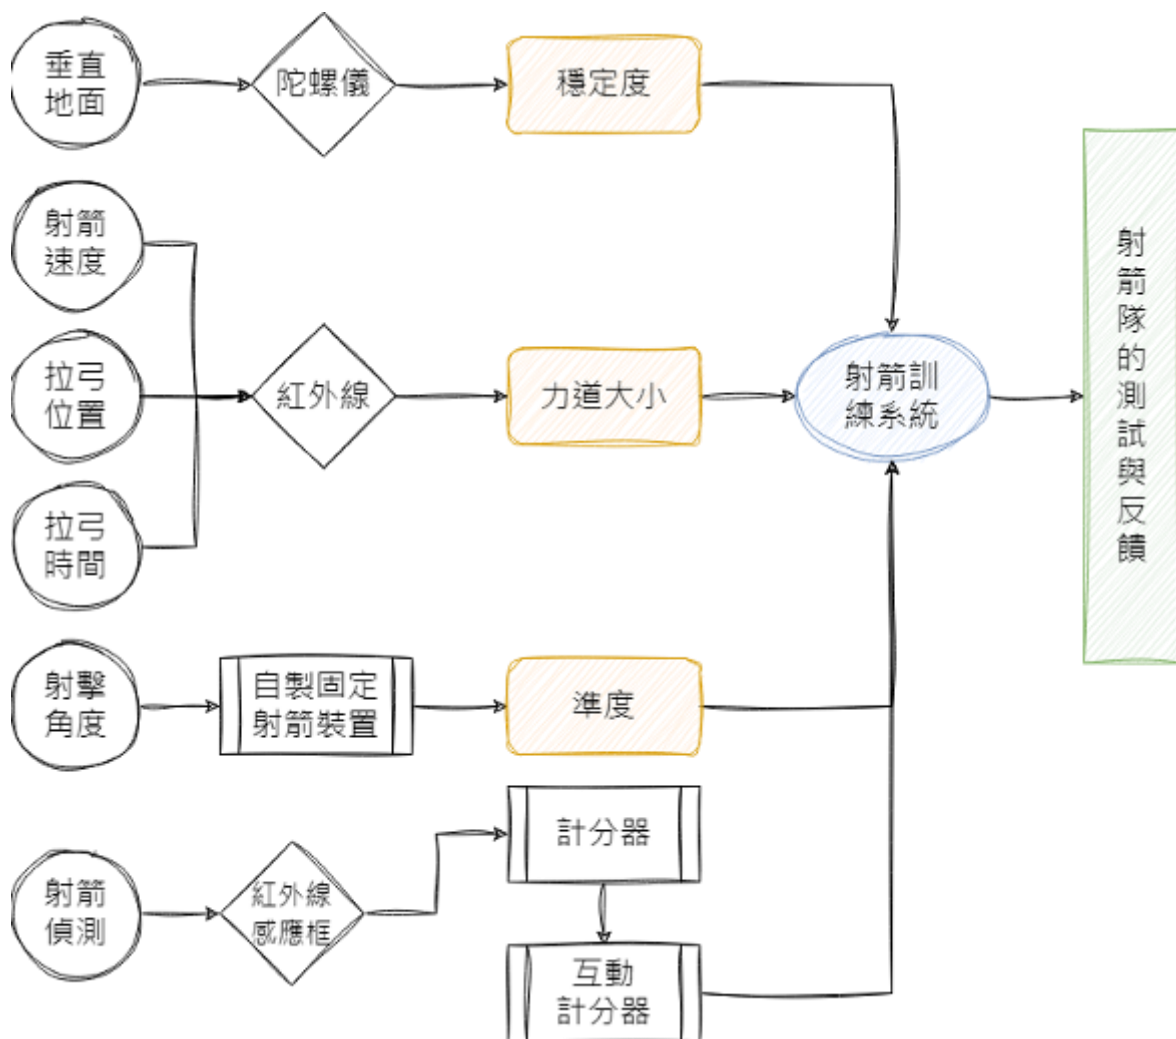 垂直
地面
陀螺儀
穩定度
射箭
速度
拉弓
位置
拉弓
時間
紅外線
力道大小
射箭訓
練系統
射箭隊的測試與反饋
射擊
角度
自製固定
射箭裝置
準度
射箭
偵測
紅外線
感應框
計分器
互動
計分器